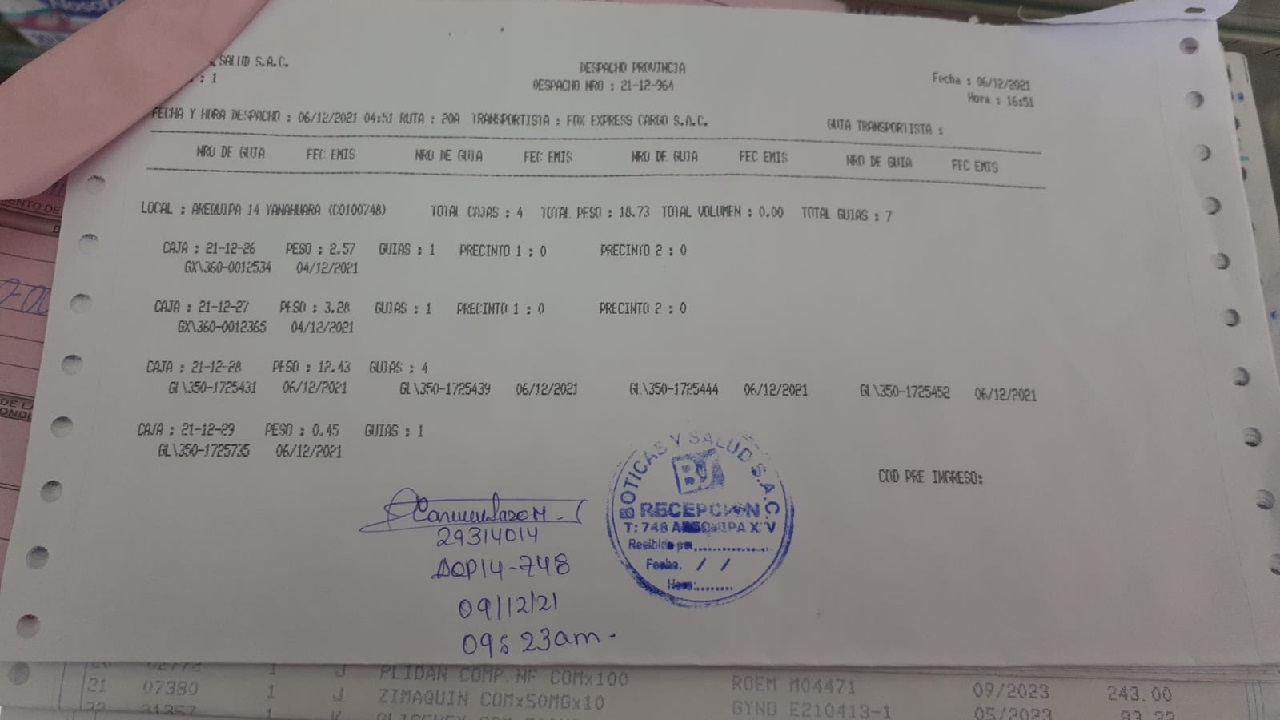 SALUD S.A.C.
: 1
DESPACHO PROVINCIA
DESPACHO NRO : 21-12-964
Fecha : 06/12/2021
Hora : 16:51
FECHA Y HORA DESPACHO : 06/12/2021 04:51 RUTA : 20A TRANSPORTISTA : FOX EXPRESS CARGO S.A.C. GUIA TRANSPORTISTA :
NRO DE GUIA FEC EMIS NRO DE GUIA FEC EMIS NRO DE GUIA FEC EMIS NRO DE GUIA FEC EMIS
LOCAL : AREQUIPA 14 YANAHUARA (CO100748) TOTAL CAJAS : 4 TOTAL PESO : 18.73 TOTAL VOLUMEN : 0.00 TOTAL GUIAS : 7
CAJA : 21-12-26 PESO : 2.57 GUIAS : 1 PRECINTO 1 : 0 PRECINTO 2 : 0
GX\360-0012534 04/12/2021
CAJA : 21-12-27 PESO : 3.28 GUIAS : 1 PRECINTO 1 : 0 PRECINTO 2 : 0
GX\360-0012365 04/12/2021
CAJA : 21-12-28 PESO : 12.43 GUIAS : 4
GL\350-1725431 06/12/2021 GL\350-1725439 06/12/2021 GL\350-1725444 06/12/2021 GL\350-1725452 06/12/2021
CAJA : 21-12-29 PESO : 0.45 GUIAS : 1
GL\350-1725735 06/12/2021
COD PRE INGRESO:
BOTICAS Y SALUD S.A.C.
RECEPCION
T: 748 AREQUIPA XIV
Recibido por
Fecha. / /
Hora:
29314014
AQP14-748
09/12/21
09:23am.
02772 1 J PLIDAN COMP. NF COMx100
21 07380 1 J ZIMAQUIN COMx50MGx10 ROEM M04471 09/2023 243.00
22 BYNO E210413-1 05/2023